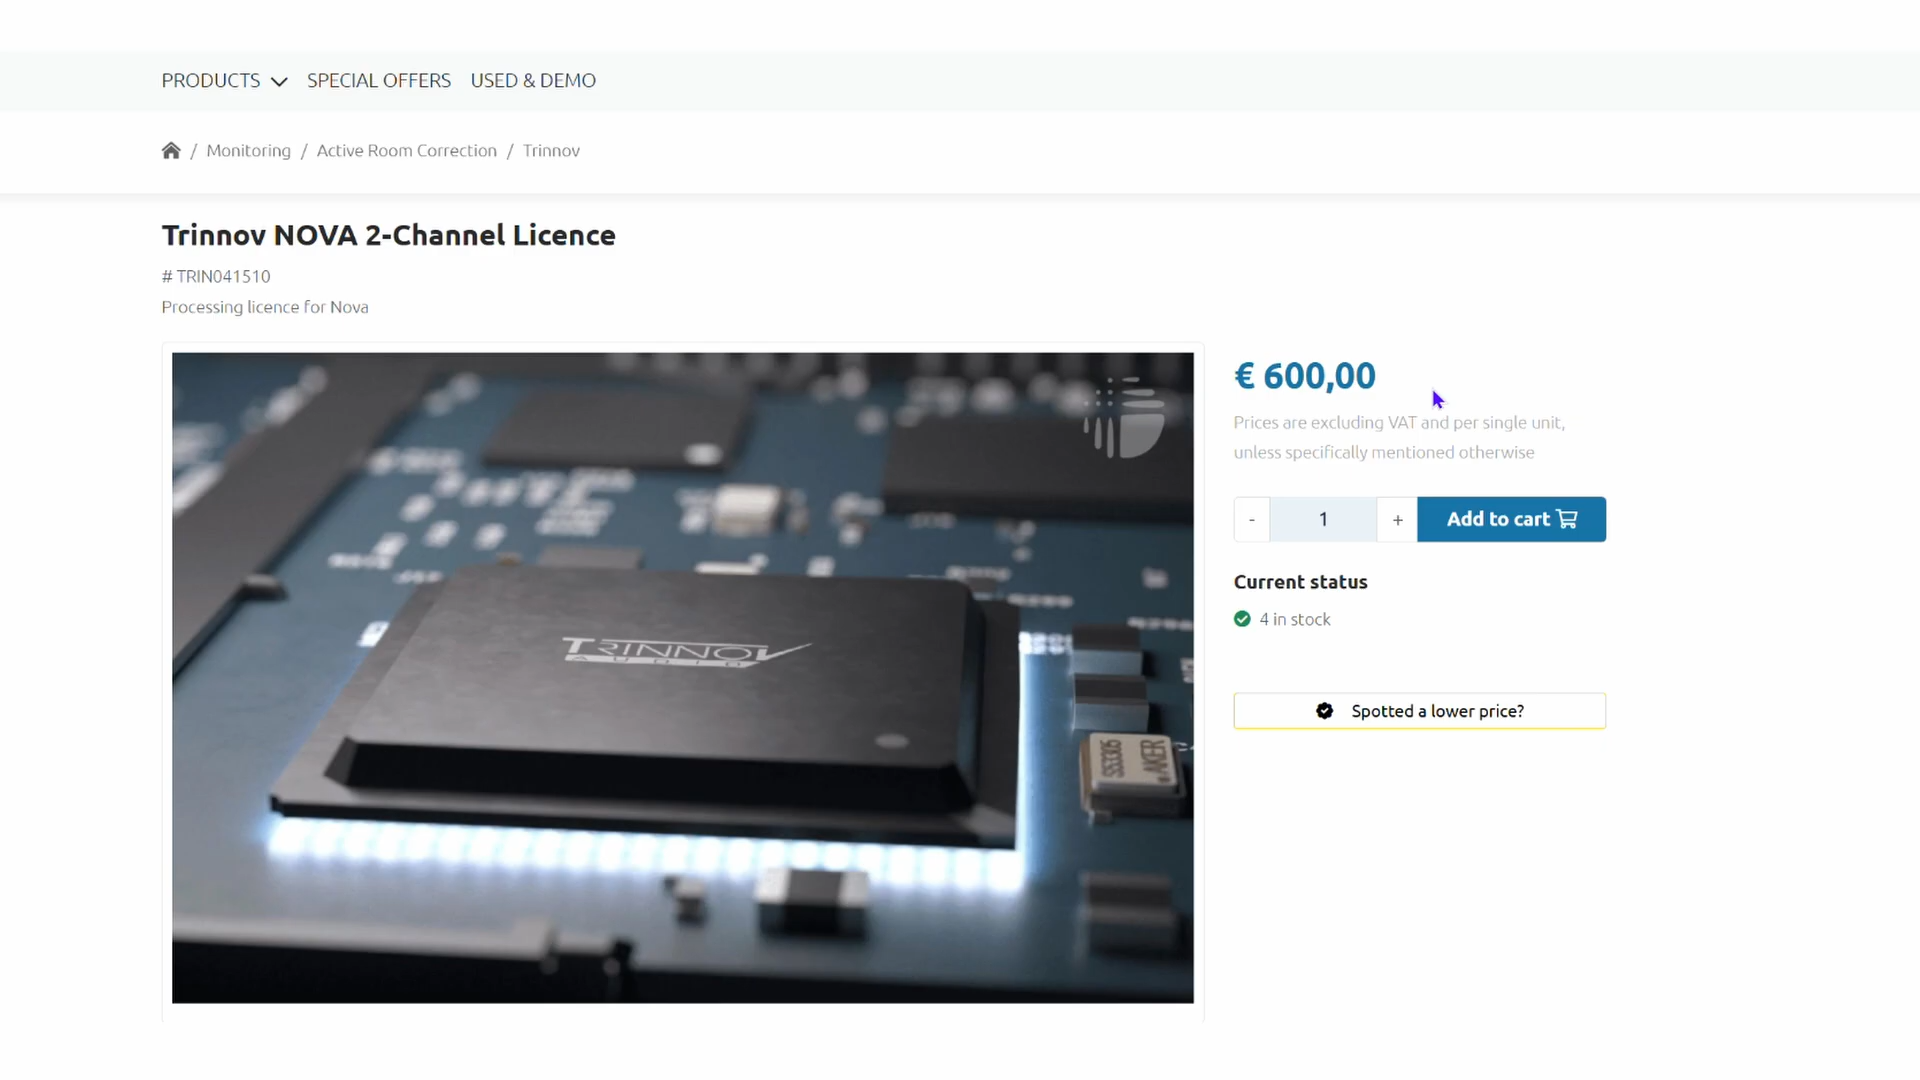 PRODUCTS SPECIAL OFFERS USED & DEMO
/ Monitoring / Active Room Correction / Trinnov
Trinnov NOVA 2-Channel Licence
# TRIN041510
Processing licence for Nova
TRINNOV
AUDIO
AKER
€ 600,00
Prices are excluding VAT and per single unit,
unless specifically mentioned otherwise
- 1 + Add to cart
Current status
4 in stock
Spotted a lower price?